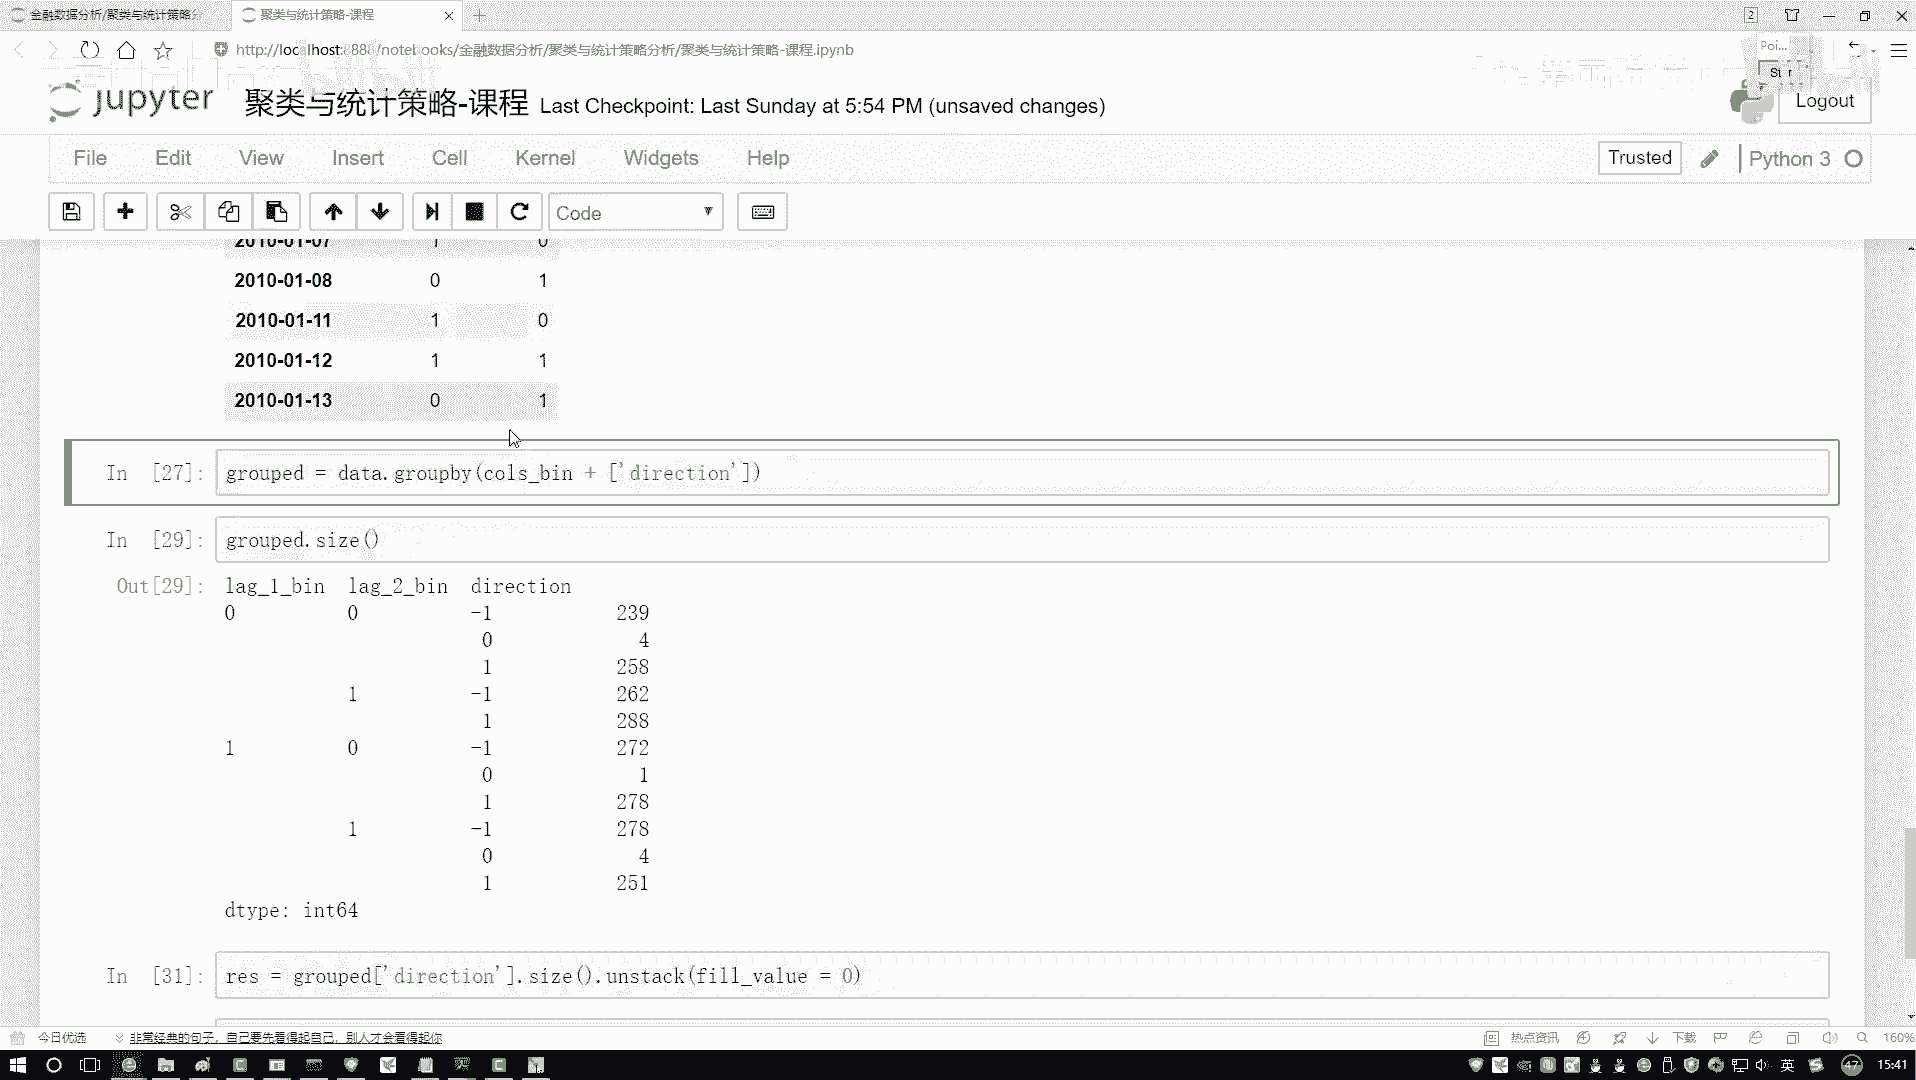 金融数据分析/聚类与统计策略分
聚类与统计策略-课程
2
http://localhost:8888/notebooks/金融数据分析/聚类与统计策略分析/聚类与统计策略-课程.ipynb
Poi...
jupyter 聚类与统计策略-课程 Last Checkpoint: Last Sunday at 5:54 PM (unsaved changes)
Logout
File Edit View Insert Cell Kernel Widgets Help
Trusted Python 3
Code
2010-01-07 1 0
2010-01-08 0 1
2010-01-11 1 0
2010-01-12 1 1
2010-01-13 0 1
In [27]: grouped = data.groupby(cols_bin + ['direction'])
In [29]: grouped.size()
Out[29]: lag_1_bin lag_2_bin direction
0 0 -1 239
0 4
1 258
1 -1 262
1 288
1 0 -1 272
0 1
1 278
1 -1 278
0 4
1 251
dtype: int64
In [31]: res = grouped['direction'].size().unstack(fill_value = 0)
今日优选 非常经典的句子，自己要先看得起自己，别人才会看得起你 热点资讯 下载 160%
英 47 15:41